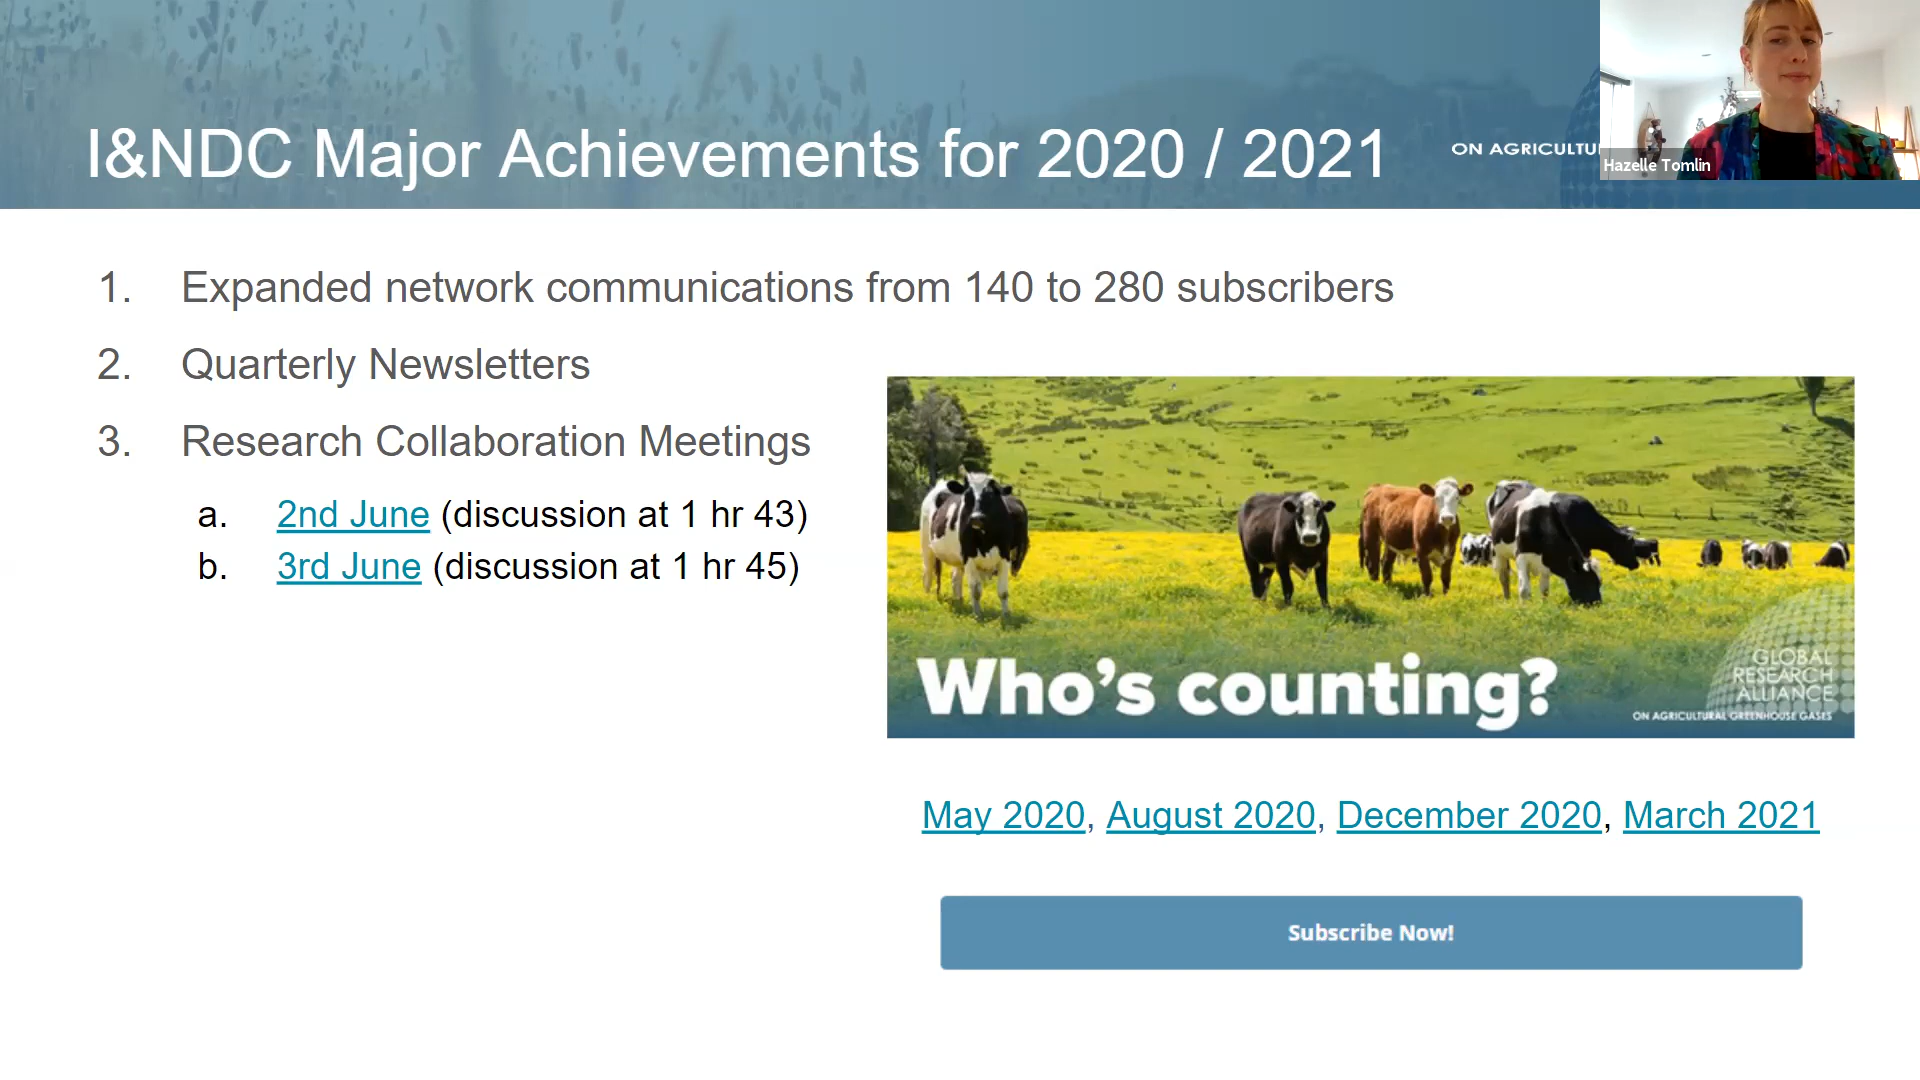 I&NDC Major Achievements for 2020 / 2021
ON AGRICULTU
Hazelle Tomlin
1. Expanded network communications from 140 to 280 subscribers
2. Quarterly Newsletters
3. Research Collaboration Meetings
a. 2nd June (discussion at 1 hr 43)
b. 3rd June (discussion at 1 hr 45)
Who's counting?
GLOBAL
RESEARCH
ALLIANCE
ON AGRICULTURAL GREENHOUSE GASES
May 2020, August 2020, December 2020, March 2021
Subscribe Now!